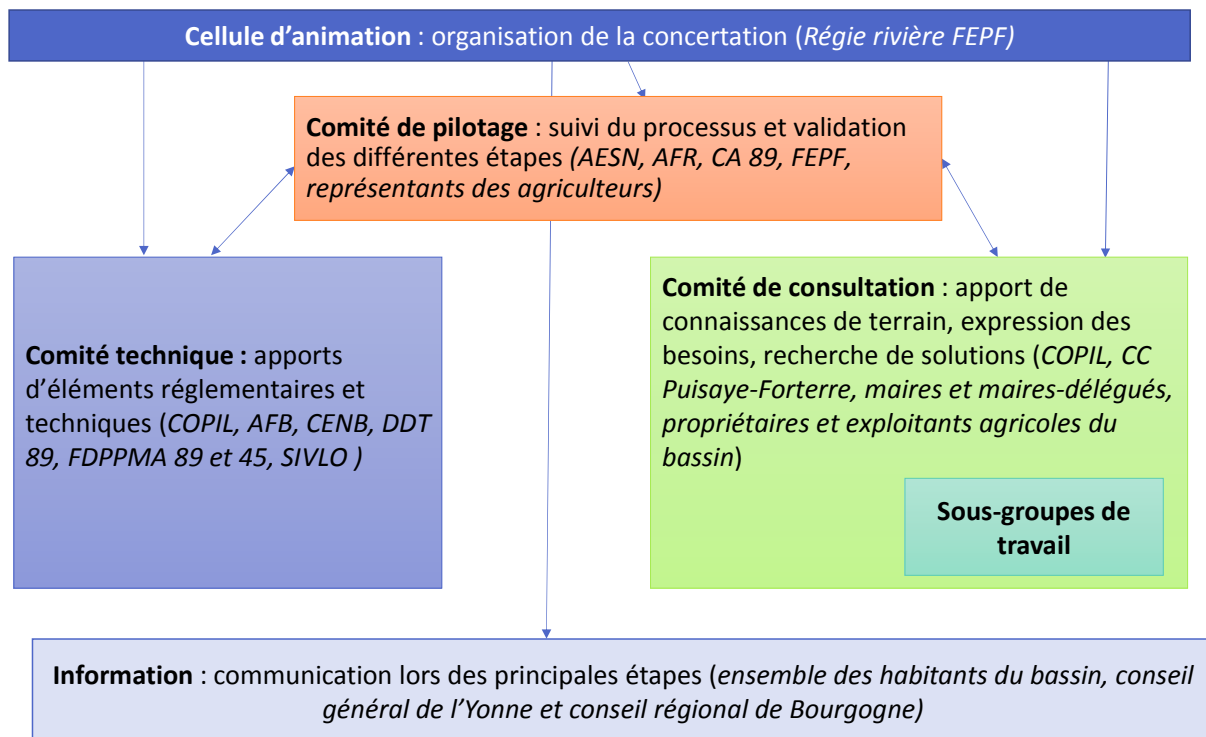 Cellule d’animation : organisation de la concertation (Régie rivière FEPF)
Comité de pilotage : suivi du processus et validation
des différentes étapes (AESN, AFR, CA 89, FEPF,
représentants des agriculteurs)
Comité technique : apports
d’éléments réglementaires et
techniques (COPIL, AFB, CENB, DDT
89, FDPPMA 89 et 45, SIVLO )
Comité de consultation : apport de
connaissances de terrain, expression des
besoins, recherche de solutions (COPIL, CC
Puisaye-Forterre, maires et maires-délégués,
propriétaires et exploitants agricoles du
bassin)
Sous-groupes de
travail
Information : communication lors des principales étapes (ensemble des habitants du bassin, conseil
général de l’Yonne et conseil régional de Bourgogne)